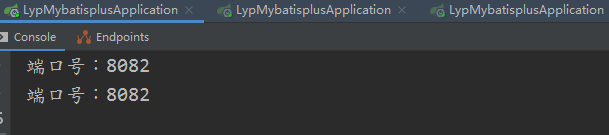 LypMybatisplusApplication × LypMybatisplusApplication × LypMybatisplusApplication
Console Endpoints
端口号：8082
端口号：8082